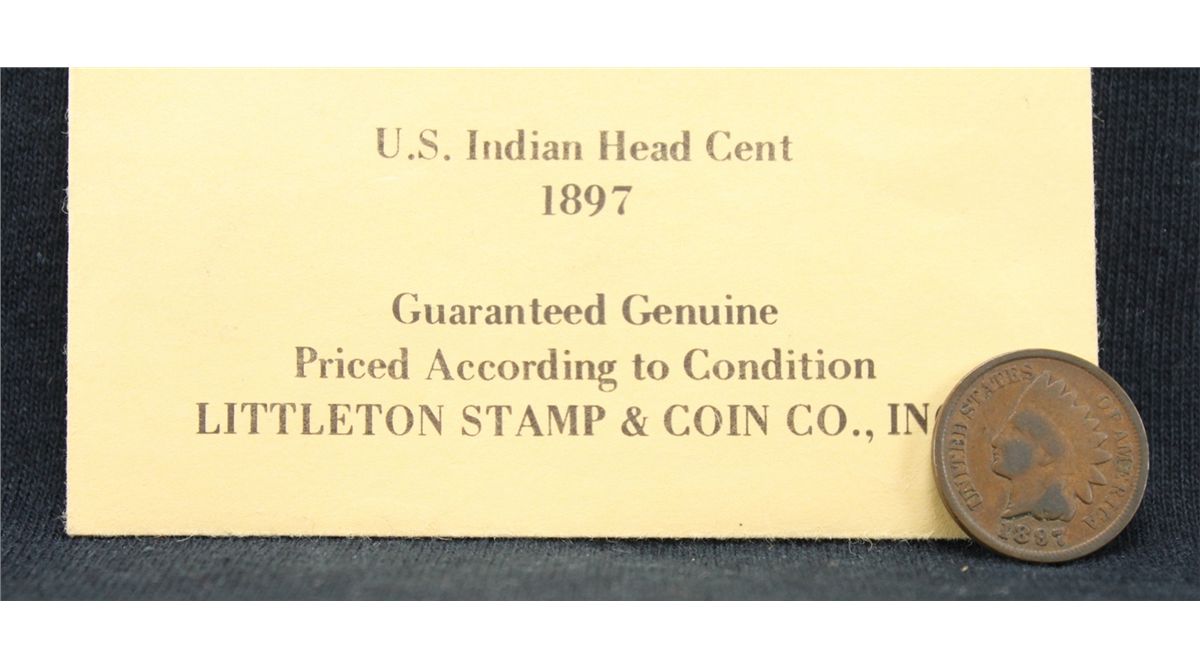 U.S. Indian Head Cent
1897
Guaranteed Genuine
Priced According to Condition
LITTLETON STAMP & COIN CO.,
UNITED STATES OF AMERICA
1897